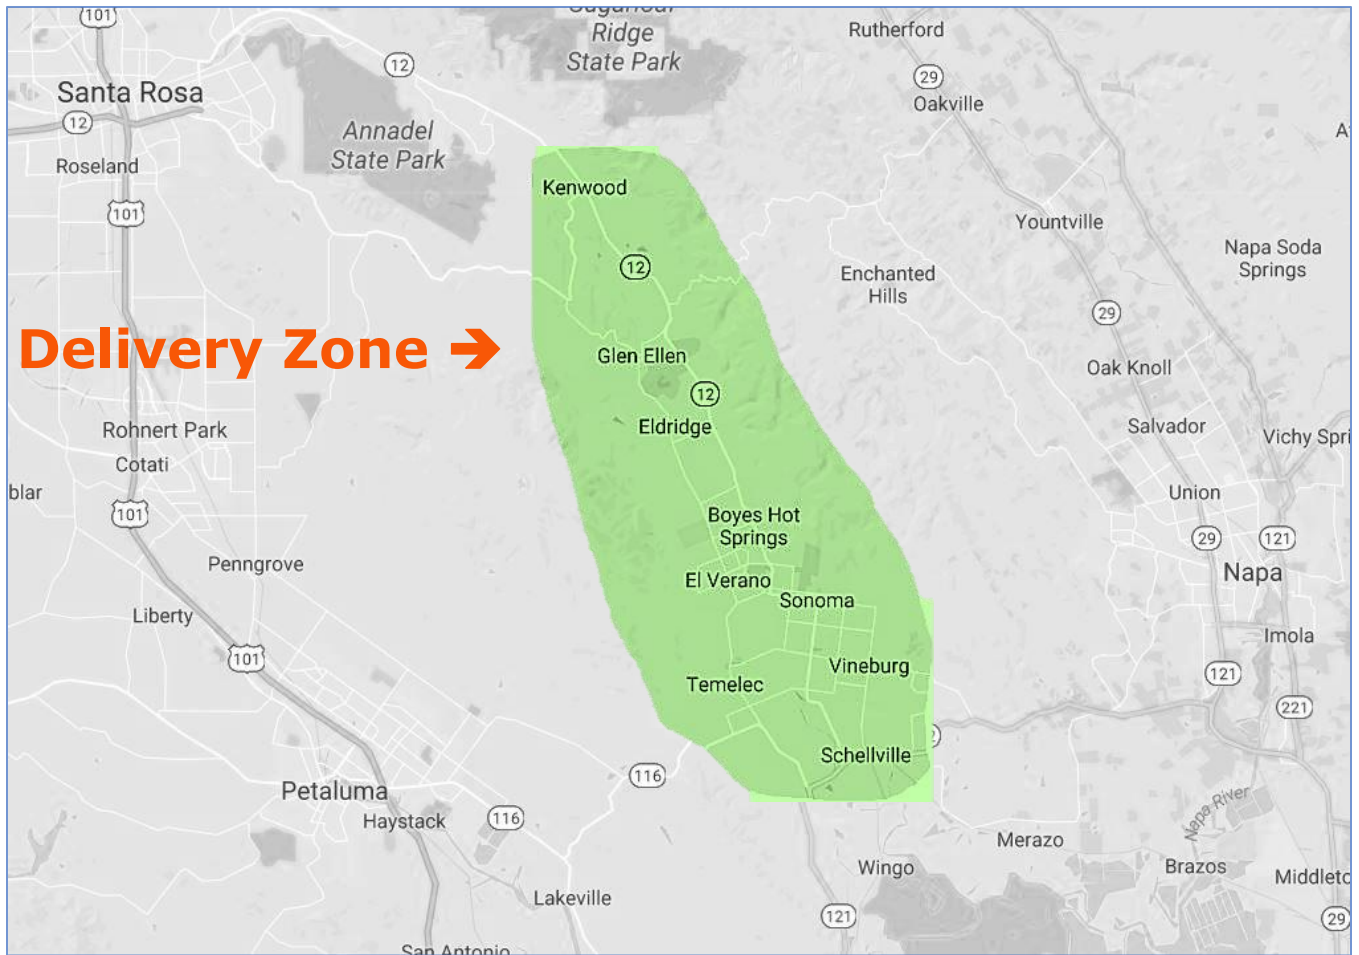 101
Sugarloaf
Ridge
State Park
Rutherford
12
29
Santa Rosa
Oakville
12
Annadel
State Park
Roseland
Kenwood
101
Yountville
Napa Soda
Springs
12
Enchanted
Hills
29
Delivery Zone ➔
Glen Ellen
Oak Knoll
12
Eldridge
Salvador
Rohnert Park
Vichy Spri
Cotati
blar
Union
101
Boyes Hot
Springs
29
121
Penngrove
El Verano
Napa
Sonoma
Liberty
Imola
101
Vineburg
121
Temelec
221
2
Schellville
116
Petaluma
Napa River
116
Haystack
Merazo
Wingo
Brazos
Middletc
Lakeville
121
29
San Antonio